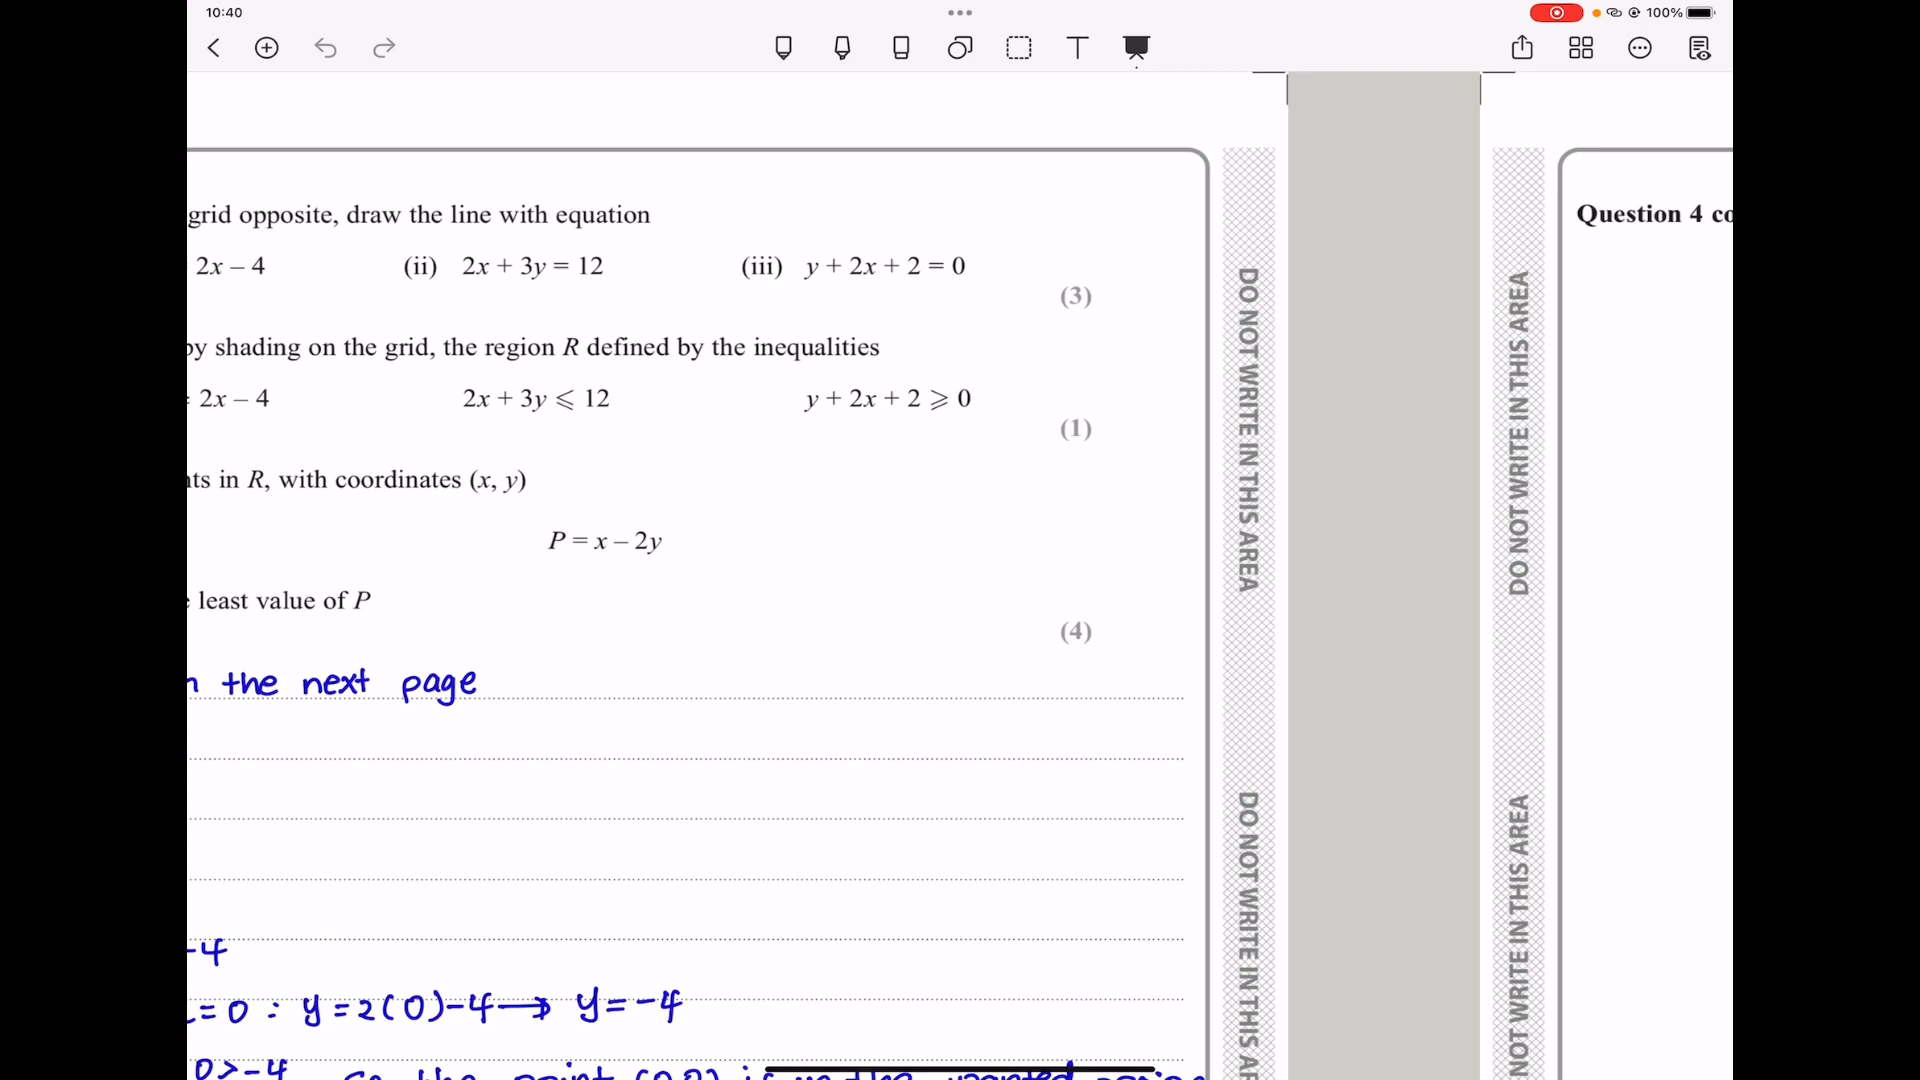 10:40
100%
grid opposite, draw the line with equation
2x – 4 (ii) 2x + 3y = 12 (iii) y + 2x + 2 = 0
(3)
by shading on the grid, the region R defined by the inequalities
2x – 4 2x + 3y ⩽ 12 y + 2x + 2 ⩾ 0
(1)
in R, with coordinates (x, y)
P = x – 2y
least value of P
(4)
the next page
-4
= 0 : y = 2(0)-4 → y = -4
0 > -4
DO NOT WRITE IN THIS AREA
DO NOT WRITE IN THIS
DO NOT WRITE IN THIS AREA
NOT WRITE IN THIS AREA
Question 4